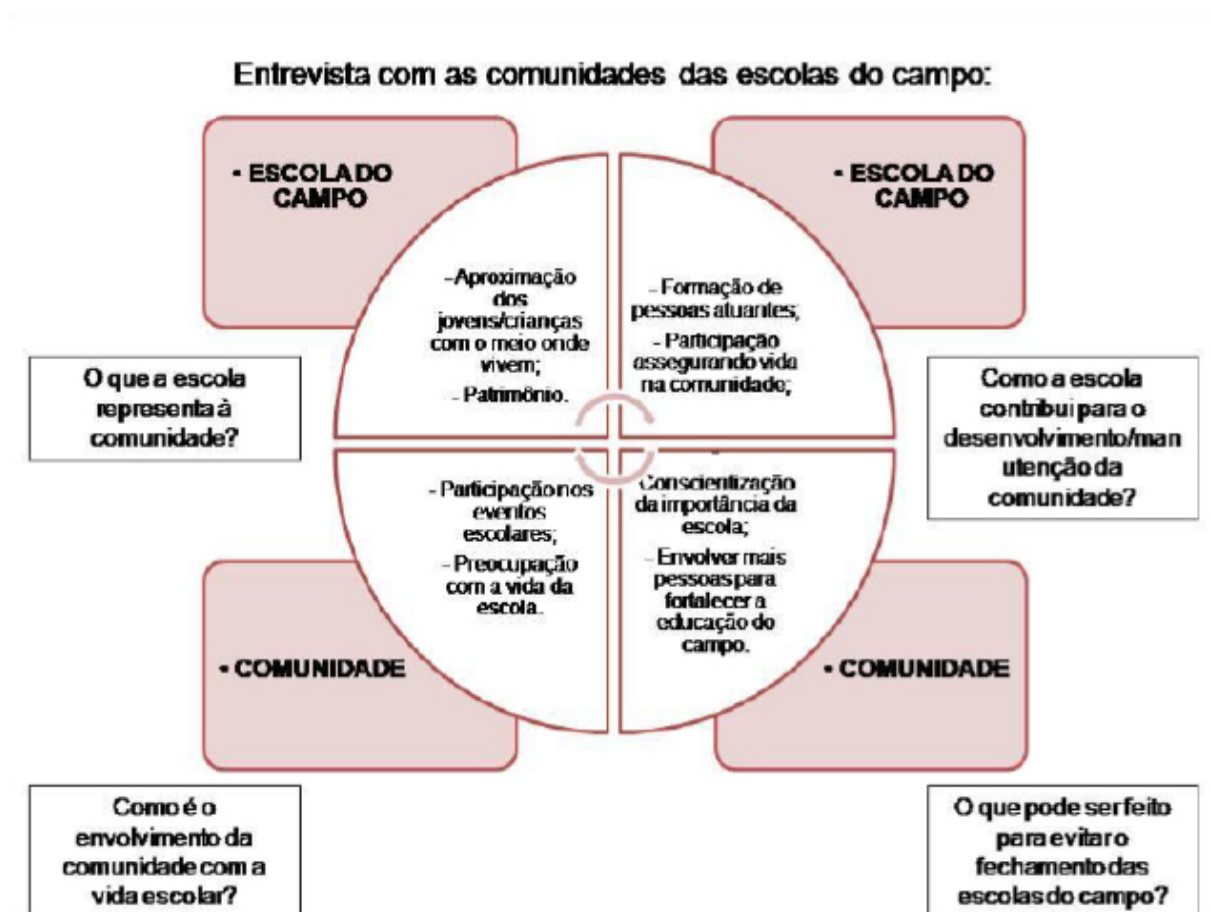 Entrevista com as comunidades das escolas do campo:
• ESCOLA DO
CAMPO
- Aproximação
dos
jovens/crianças
com o meio onde
vivem;
- Patrimônio.
O que a escola
representa à
comunidade?
• ESCOLA DO
CAMPO
- Formação de
pessoas atuantes;
- Participação
assegurando vida
na comunidade;
Como a escola
contribui para o
desenvolvimento/man
utenção da
comunidade?
- Participação nos
eventos
escolares;
- Preocupação
com a vida da
escola.
• COMUNIDADE
Como é o
envolvimento da
comunidade com a
vida escolar?
-
Conscientização
da importância da
escola;
- Envolver mais
pessoas para
fortalecer a
educação do
campo.
• COMUNIDADE
O que pode ser feito
para evitar o
fechamento das
escolas do campo?